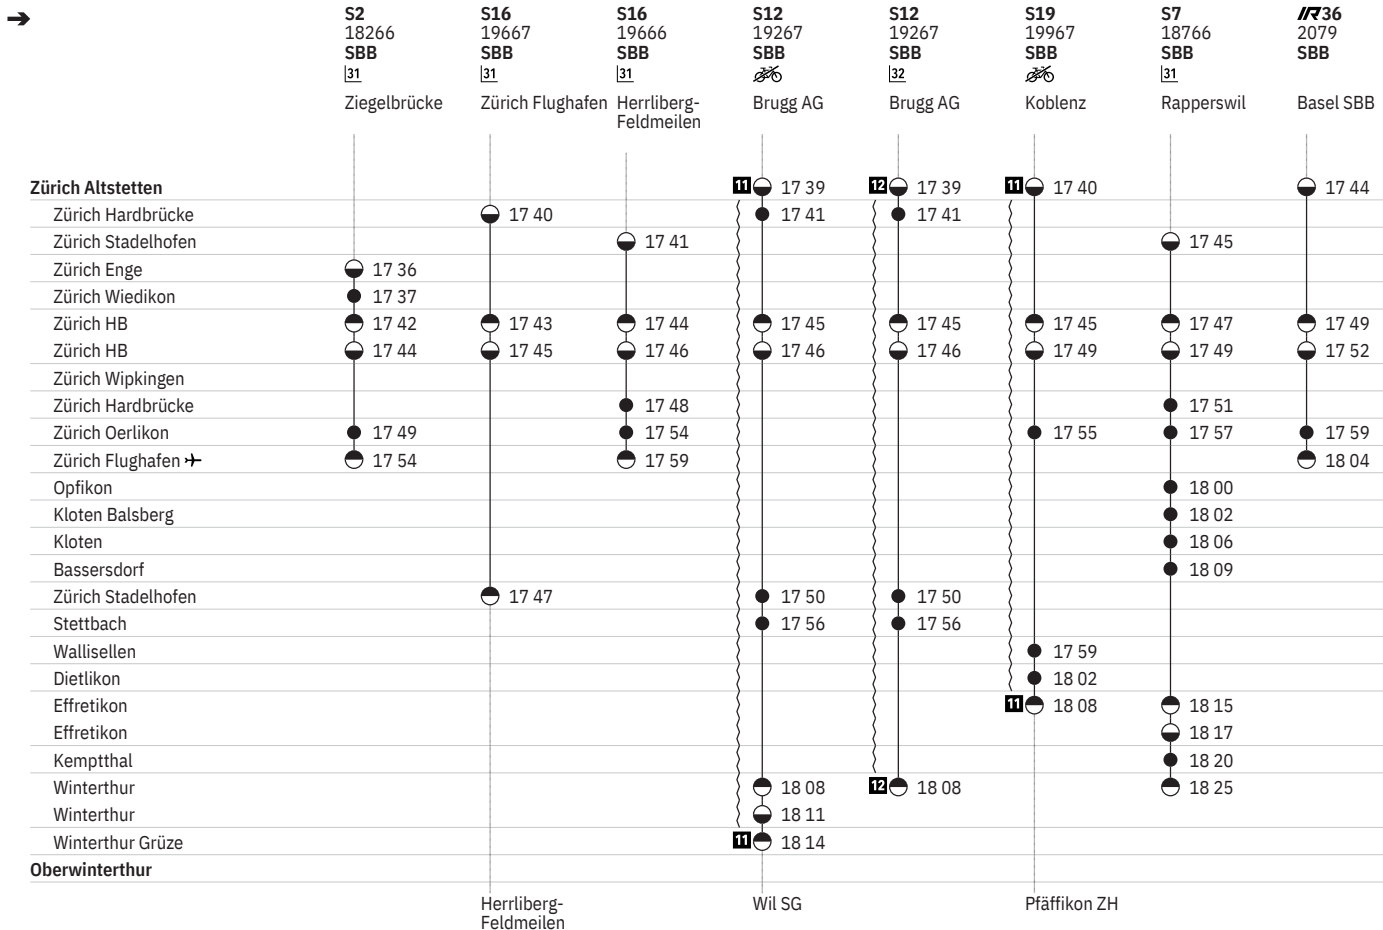 ➔ S2 S16 S16 S12 S12 S19 S7 IR36
18266 19667 19666 19267 19267 19967 18766 2079
SBB SBB SBB SBB SBB SBB SBB SBB
31 31 31 32 31
Ziegelbrücke Zürich Flughafen Herrliberg- Brugg AG Brugg AG Koblenz Rapperswil Basel SBB
Feldmeilen
Zürich Altstetten 11 17 39 12 17 39 11 17 40 17 44
Zürich Hardbrücke 17 40 17 41 17 41
Zürich Stadelhofen 17 41 17 45
Zürich Enge 17 36
Zürich Wiedikon 17 37
Zürich HB 17 42 17 43 17 44 17 45 17 45 17 45 17 47 17 49
Zürich HB 17 44 17 45 17 46 17 46 17 46 17 49 17 49 17 52
Zürich Wipkingen
Zürich Hardbrücke 17 48 17 51
Zürich Oerlikon 17 49 17 54 17 55 17 57 17 59
Zürich Flughafen 17 54 17 59 18 04
Opfikon 18 00
Kloten Balsberg 18 02
Kloten 18 06
Bassersdorf 18 09
Zürich Stadelhofen 17 47 17 50 17 50
Stettbach 17 56 17 56
Wallisellen 17 59
Dietlikon 18 02
Effretikon 11 18 08 18 15
Effretikon 18 17
Kemptthal 18 20
Winterthur 18 08 12 18 08 18 25
Winterthur 18 11
Winterthur Grüze 11 18 14
Oberwinterthur
Herrliberg- Wil SG Pfäffikon ZH
Feldmeilen